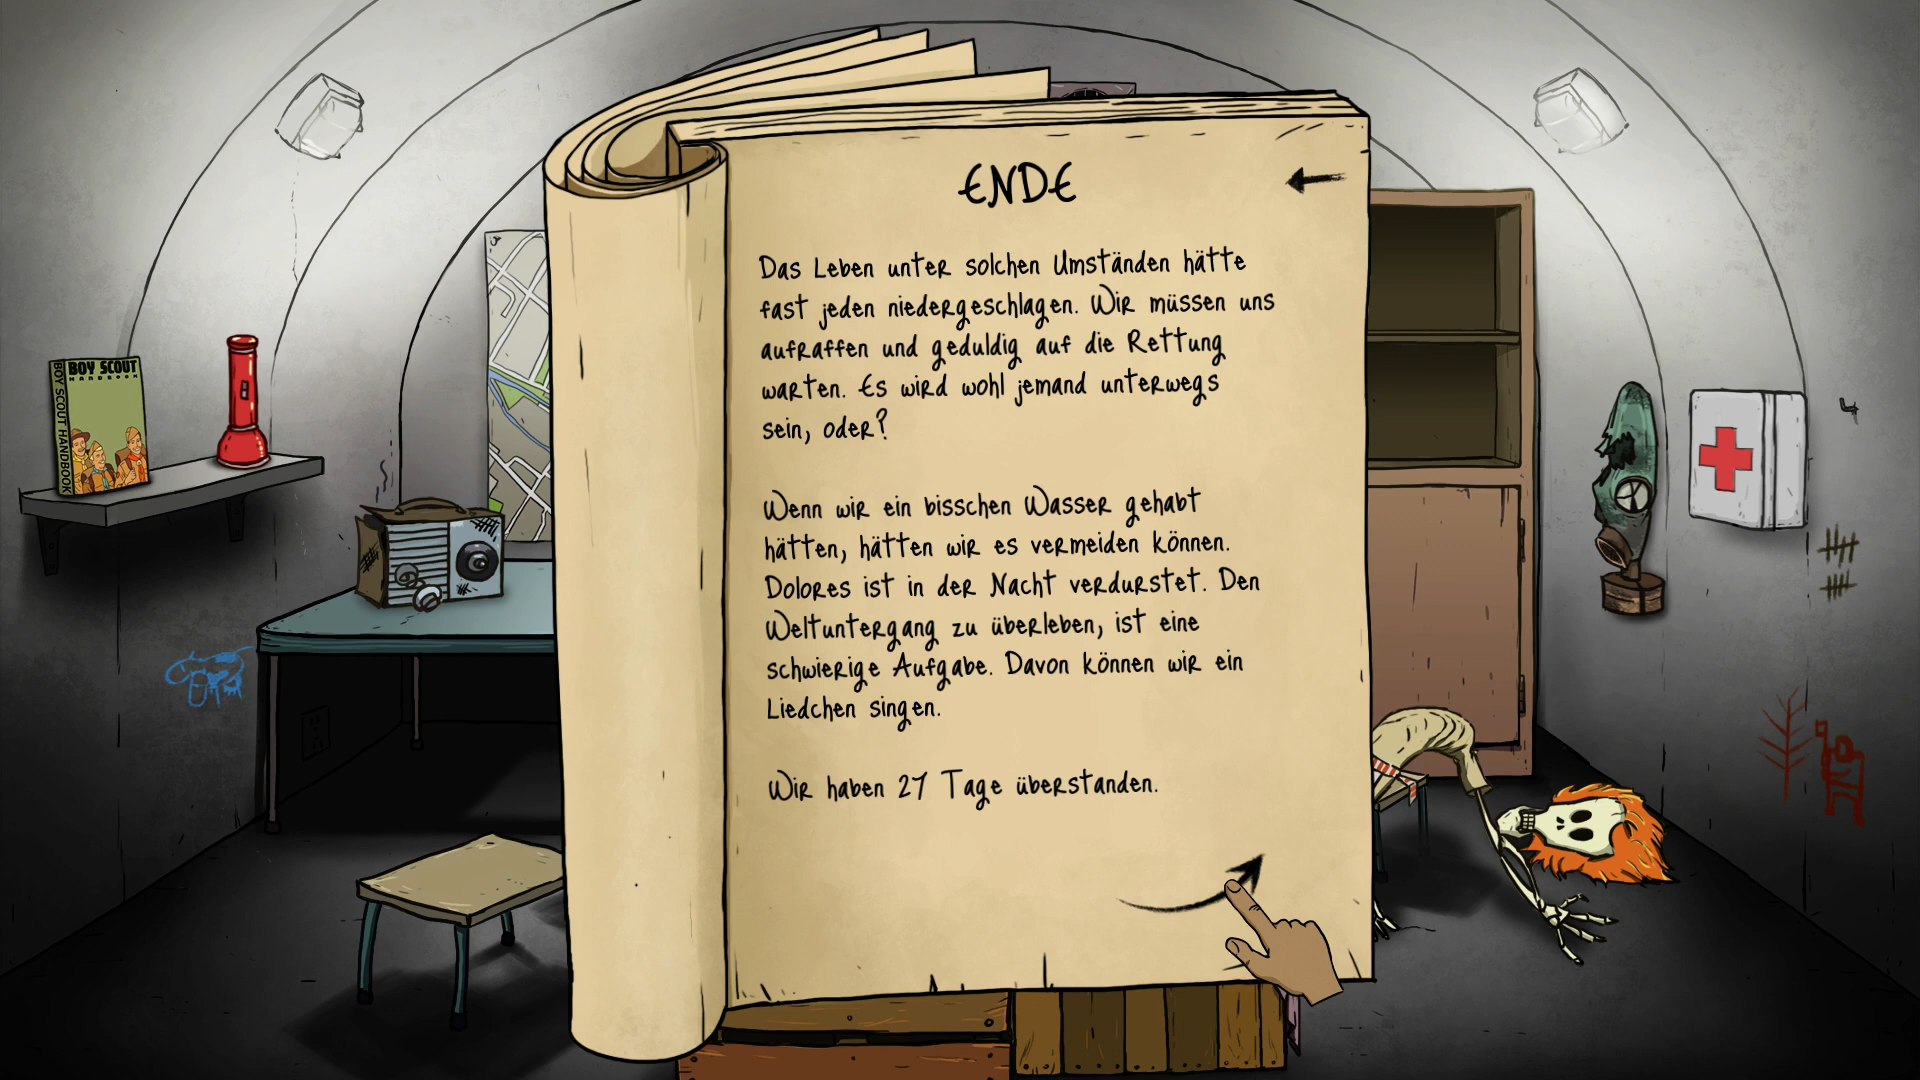 ENDE
Das Leben unter solchen Umständen hätte
fast jeden niedergeschlagen. Wir müssen uns
aufraffen und geduldig auf die Rettung
warten. Es wird wohl jemand unterwegs
sein, oder?
Wenn wir ein bisschen Wasser gehabt
hätten, hätten wir es vermeiden können.
Dolores ist in der Nacht verdurstet. Den
Weltuntergang zu überleben, ist eine
schwierige Aufgabe. Davon können wir ein
Liedchen singen.
Wir haben 27 Tage überstanden.
BOY SCOUT
HANDBOOK
BOY SCOUT HANDBOOK